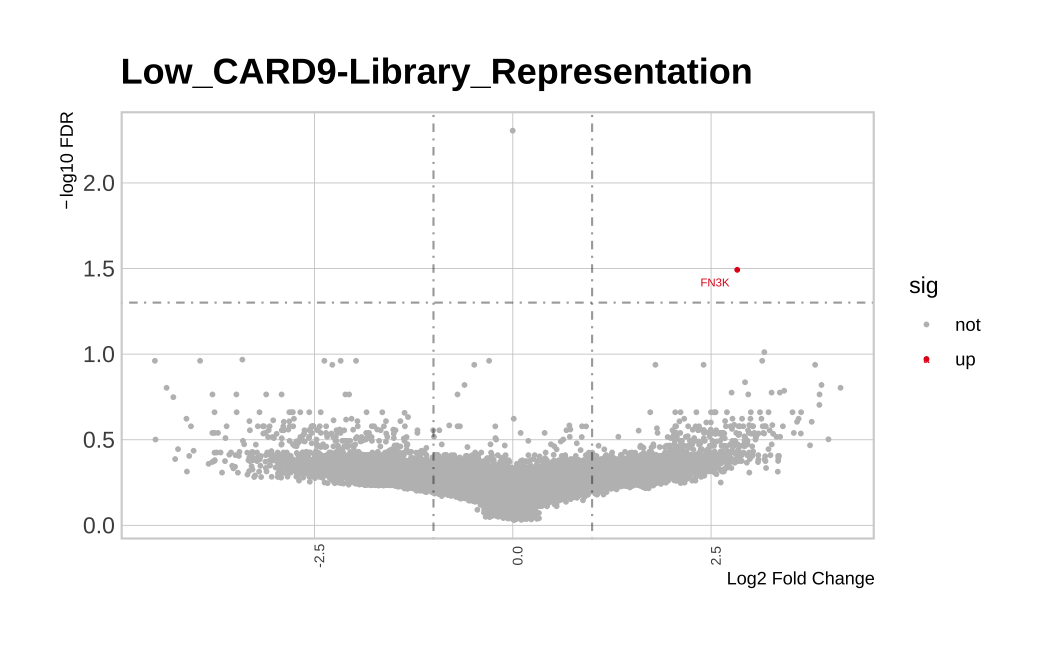 Low_CARD9-Library_Representation
−log10 FDR
2.0
1.5
1.0
0.5
0.0
FN3K
-2.5
0.0
2.5
Log2 Fold Change
sig
not
up